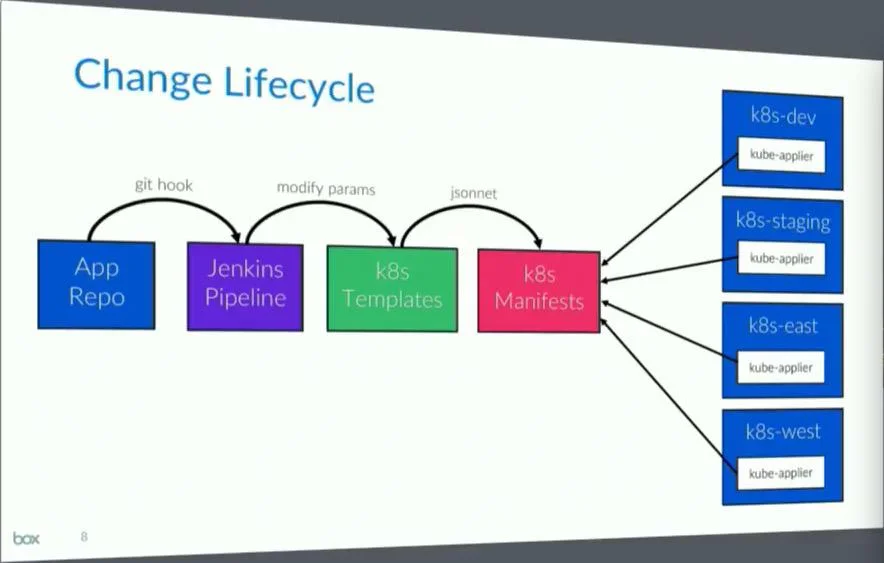 Change Lifecycle
git hook
modify params
jsonnet
App
Repo
Jenkins
Pipeline
k8s
Templates
k8s
Manifests
k8s-dev
kube-applier
k8s-staging
kube-applier
k8s-east
kube-applier
k8s-west
kube-applier
box
8